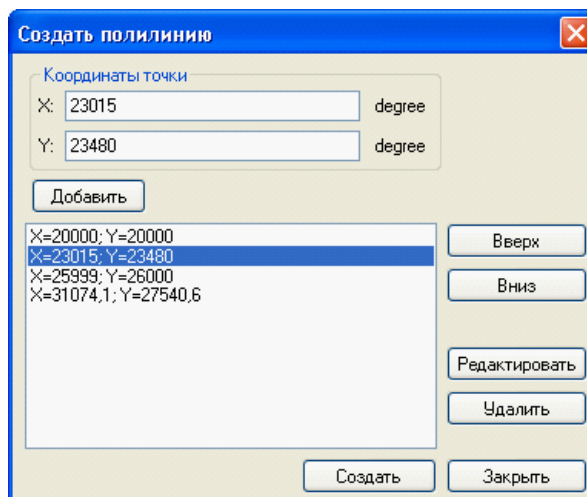 Создать полилинию
Координаты точки
X: 23015 degree
Y: 23480 degree
Добавить
X=20000; Y=20000
X=23015; Y=23480
X=25999; Y=26000
X=31074,1; Y=27540,6
Вверх
Вниз
Редактировать
Удалить
Создать
Закрыть